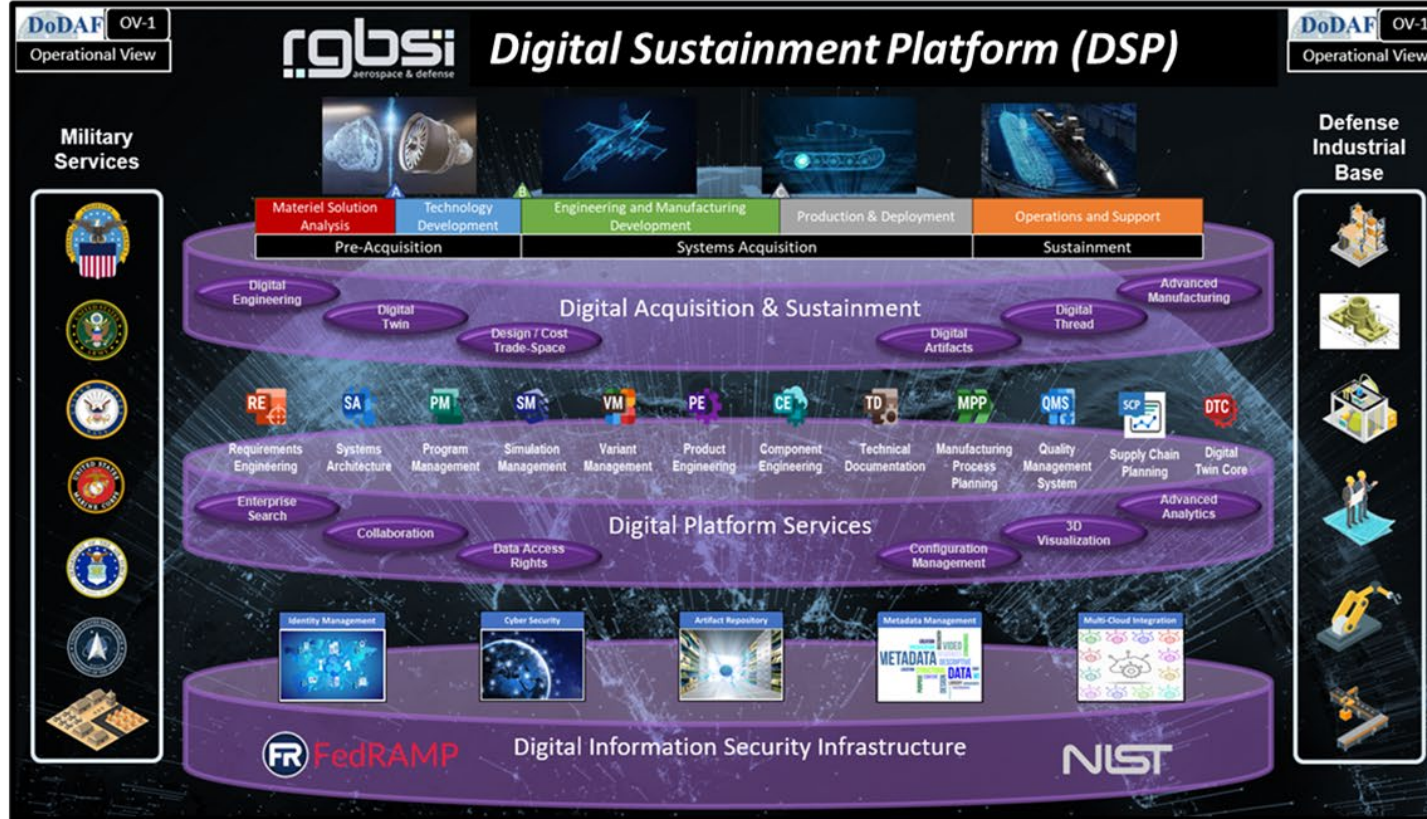 DoDAF OV-1
Operational View
rgbsi
aerospace & defense
Digital Sustainment Platform (DSP)
DoDAF OV-1
Operational View
Military
Services
Defense
Industrial
Base
A
B
C
Materiel Solution
Analysis
Technology
Development
Engineering and Manufacturing
Development
Production & Deployment
Operations and Support
Pre-Acquisition
Systems Acquisition
Sustainment
Digital
Engineering
Digital
Twin
Design / Cost
Trade-Space
Digital Acquisition & Sustainment
Digital
Artifacts
Digital
Thread
Advanced
Manufacturing
RE
SA
PM
SM
VM
PE
CE
TD
MPP
QMS
SCP
DTC
Requirements
Engineering
Systems
Architecture
Program
Management
Simulation
Management
Variant
Management
Product
Engineering
Component
Engineering
Technical
Documentation
Manufacturing
Process
Planning
Quality
Management
System
Supply Chain
Planning
Digital
Twin Core
Enterprise
Search
Collaboration
Data Access
Rights
Digital Platform Services
Configuration
Management
3D
Visualization
Advanced
Analytics
Identity Management
Cyber Security
Artifact Repository
Metadata Management
VIDEO
METADATA
DESCRIPTIVE
DATA
Multi-Cloud Integration
FR FedRAMP
Digital Information Security Infrastructure
NIST
UNITED STATES
MARINE CORPS